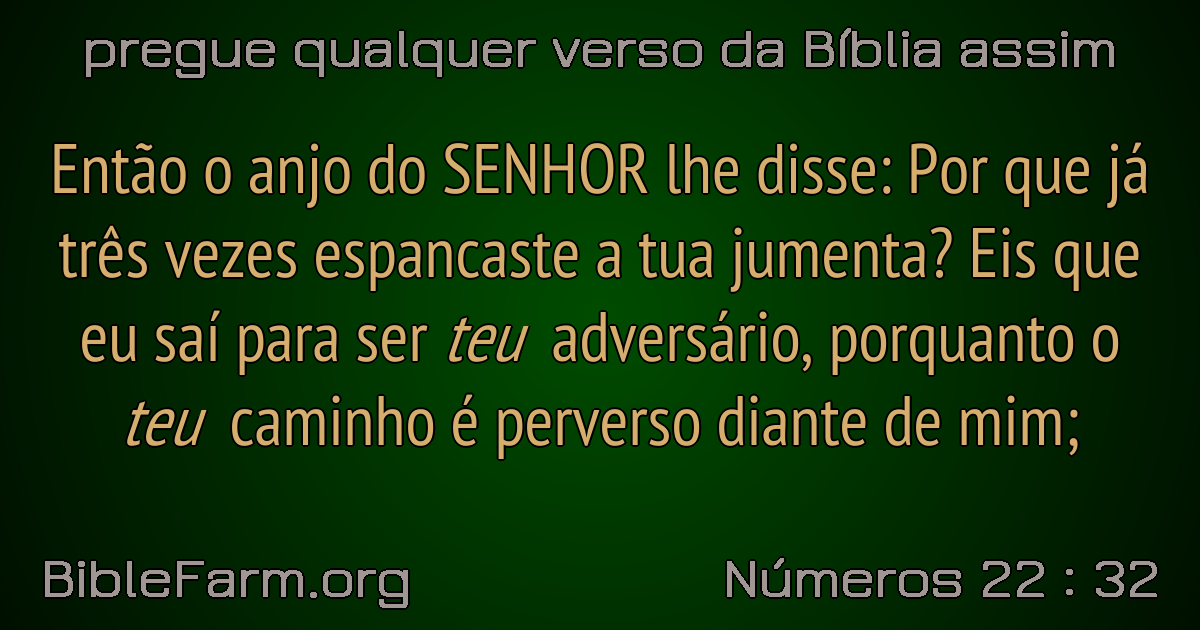 pregue qualquer verso da Bíblia assim
Então o anjo do SENHOR lhe disse: Por que já
três vezes espancaste a tua jumenta? Eis que
eu saí para ser teu adversário, porquanto o
teu caminho é perverso diante de mim;
BibleFarm.org
Números 22 : 32